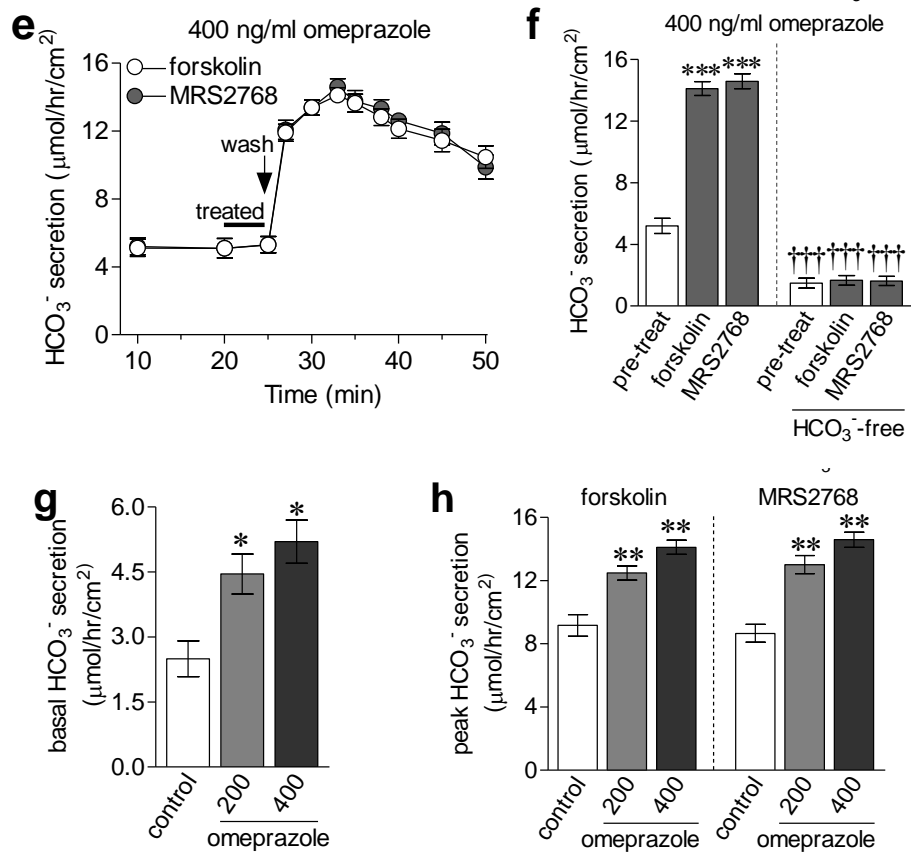 e
400 ng/ml omeprazole
HCO₃⁻ secretion (μmol/hr/cm²)
16
12
8
4
0
forskolin
MRS2768
wash
treated
10
20
30
40
50
Time (min)
f
400 ng/ml omeprazole
HCO₃⁻ secretion (μmol/hr/cm²)
16
12
8
4
0
*** ***
††† ††† †††
pre-treat
forskolin
MRS2768
pre-treat
forskolin
MRS2768
HCO₃⁻-free
g
basal HCO₃⁻ secretion
(μmol/hr/cm²)
6.0
4.5
3.0
1.5
0.0
* *
control
200
400
omeprazole
h
forskolin
MRS2768
peak HCO₃⁻ secretion
(μmol/hr/cm²)
16
12
8
4
0
** **
** **
control
200
400
omeprazole
control
200
400
omeprazole